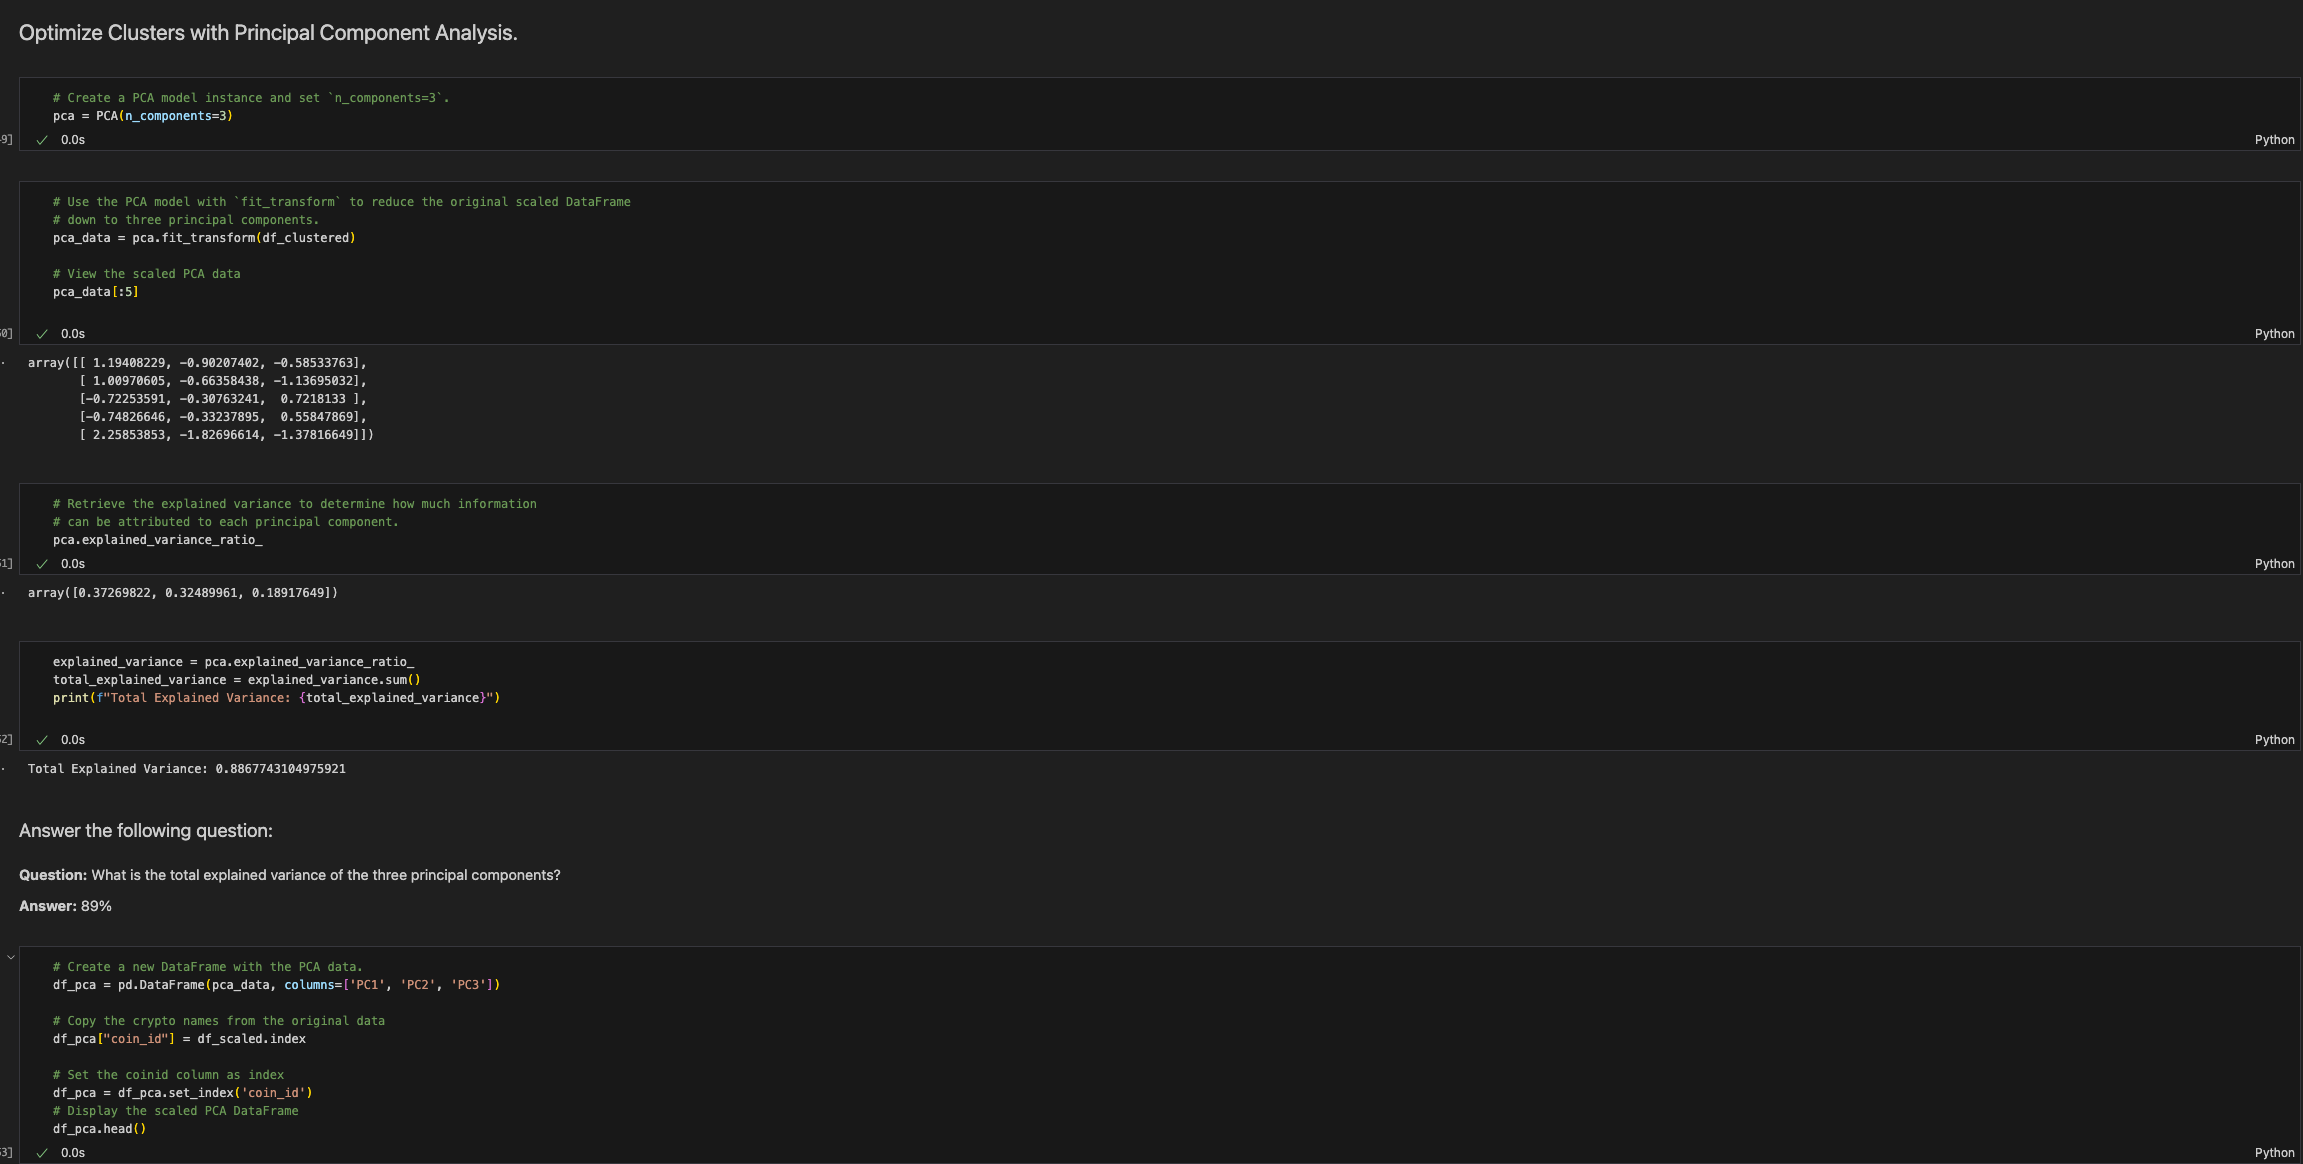 Optimize Clusters with Principal Component Analysis.
# Create a PCA model instance and set `n_components=3`.
pca = PCA(n_components=3)
9]
0.0s
Python
# Use the PCA model with `fit_transform` to reduce the original scaled DataFrame
# down to three principal components.
pca_data = pca.fit_transform(df_clustered)
# View the scaled PCA data
pca_data[:5]
0]
0.0s
Python
array([[ 1.19408229, -0.90207402, -0.58533763],
[ 1.00970605, -0.66358438, -1.13695032],
[-0.72253591, -0.30763241,  0.7218133 ],
[-0.74826646, -0.33237895,  0.55847869],
[ 2.25853853, -1.82696614, -1.37816649]])
# Retrieve the explained variance to determine how much information
# can be attributed to each principal component.
pca.explained_variance_ratio_
1]
0.0s
Python
array([0.37269822, 0.32489961, 0.18917649])
explained_variance = pca.explained_variance_ratio_
total_explained_variance = explained_variance.sum()
print(f"Total Explained Variance: {total_explained_variance}")
2]
0.0s
Python
Total Explained Variance: 0.8867743104975921
Answer the following question:
Question: What is the total explained variance of the three principal components?
Answer: 89%
# Create a new DataFrame with the PCA data.
df_pca = pd.DataFrame(pca_data, columns=['PC1', 'PC2', 'PC3'])
# Copy the crypto names from the original data
df_pca["coin_id"] = df_scaled.index
# Set the coinid column as index
df_pca = df_pca.set_index('coin_id')
# Display the scaled PCA DataFrame
df_pca.head()
3]
0.0s
Python